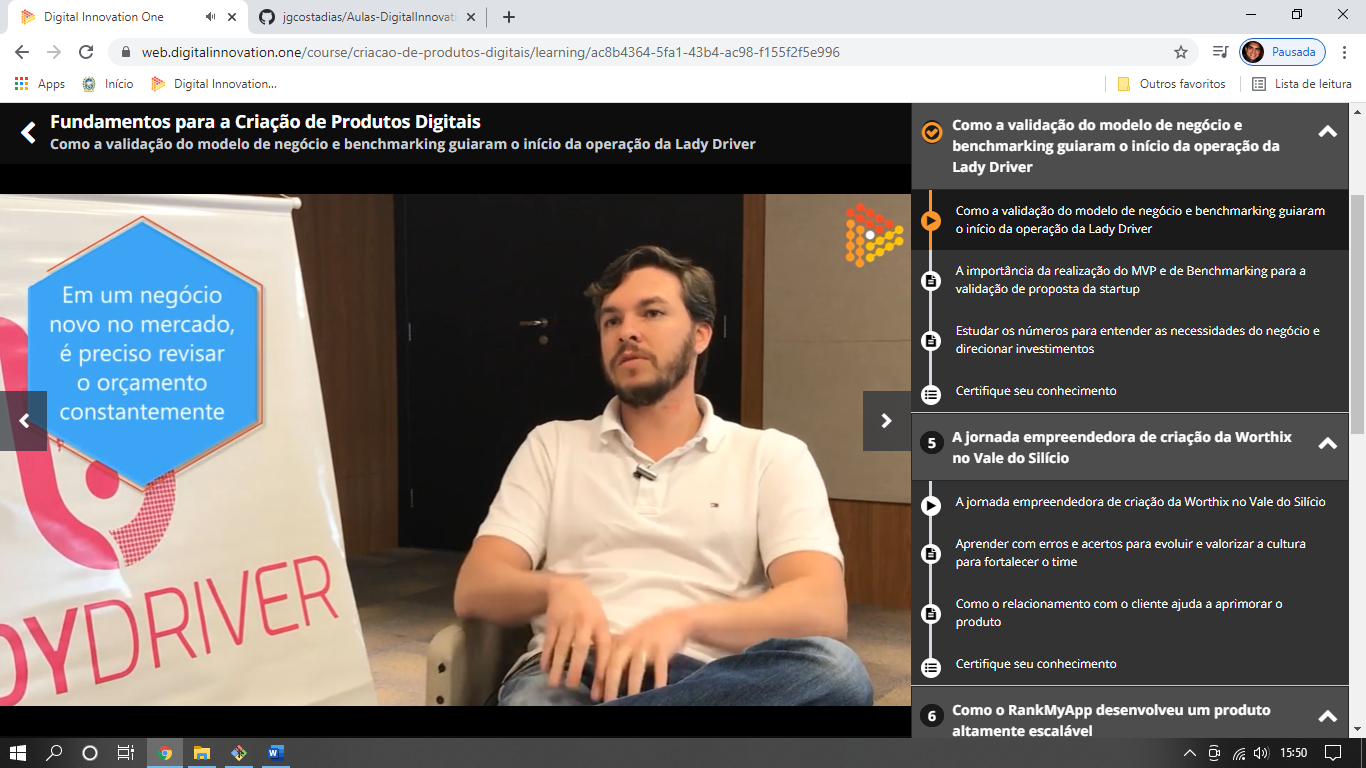 Digital Innovation One
jgcostadias/Aulas-DigitalInnovati
web.digitalinnovation.one/course/criacao-de-produtos-digitais/learning/ac8b4364-5fa1-43b4-ac98-f155f2f5e996
Pausada
Apps
Início
Digital Innovation...
Outros favoritos
Lista de leitura
Fundamentos para a Criação de Produtos Digitais
Como a validação do modelo de negócio e benchmarking guiaram o início da operação da Lady Driver
Em um negócio
novo no mercado,
é preciso revisar
o orçamento
constantemente
DYDRIVER
Como a validação do modelo de negócio e
benchmarking guiaram o início da operação da
Lady Driver
Como a validação do modelo de negócio e benchmarking guiaram
o início da operação da Lady Driver
A importância da realização do MVP e de Benchmarking para a
validação de proposta da startup
Estudar os números para entender as necessidades do negócio e
direcionar investimentos
Certifique seu conhecimento
5
A jornada empreendedora de criação da Worthix
no Vale do Silício
A jornada empreendedora de criação da Worthix no Vale do Silício
Aprender com erros e acertos para evoluir e valorizar a cultura
para fortalecer o time
Como o relacionamento com o cliente ajuda a aprimorar o
produto
Certifique seu conhecimento
6
Como o RankMyApp desenvolveu um produto
altamente escalável
15:50